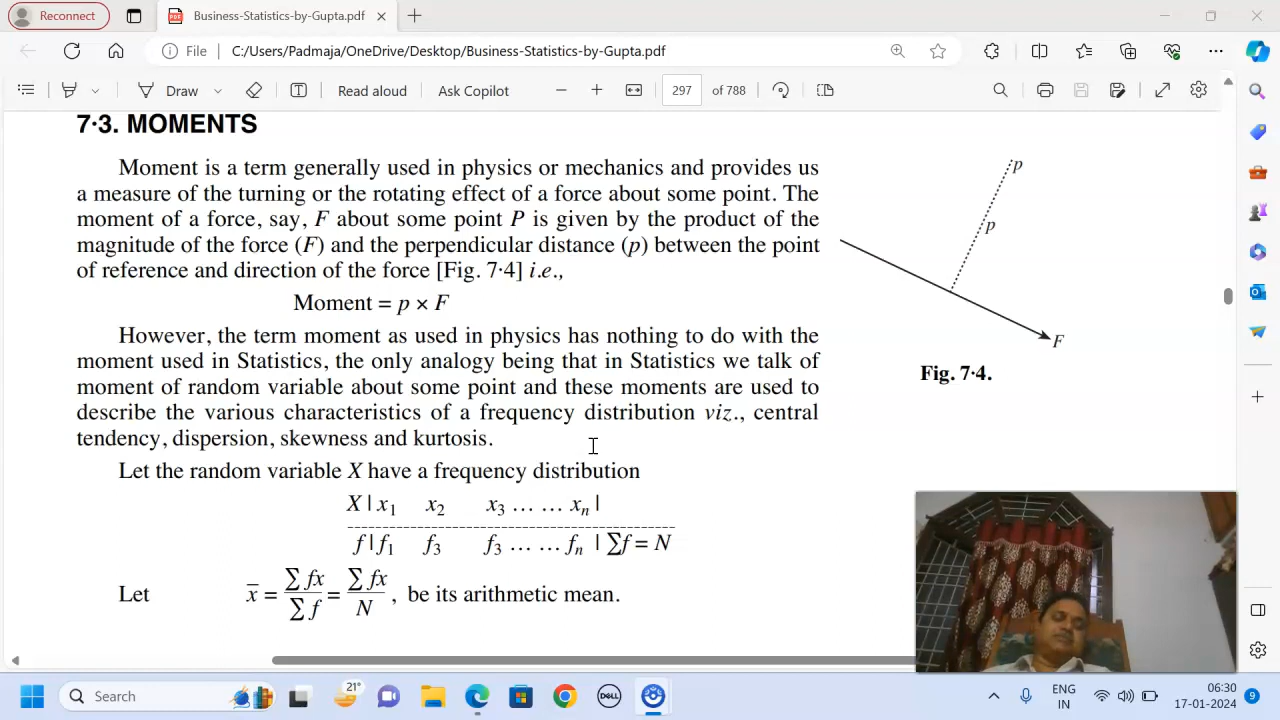 Reconnect
Business-Statistics-by-Gupta.pdf
File C:/Users/Padmaja/OneDrive/Desktop/Business-Statistics-by-Gupta.pdf
Draw Read aloud Ask Copilot 297 of 788
7·3. MOMENTS
Moment is a term generally used in physics or mechanics and provides us
a measure of the turning or the rotating effect of a force about some point. The
moment of a force, say, F about some point P is given by the product of the
magnitude of the force (F) and the perpendicular distance (p) between the point
of reference and direction of the force [Fig. 7·4] i.e.,
Moment = p × F
However, the term moment as used in physics has nothing to do with the
moment used in Statistics, the only analogy being that in Statistics we talk of
moment of random variable about some point and these moments are used to
describe the various characteristics of a frequency distribution viz., central
tendency, dispersion, skewness and kurtosis.
p
p
F
Fig. 7·4.
Let the random variable X have a frequency distribution
X | x₁ x₂ x₃ … … xₙ |
f | f₁ f₃ f₃ … … fₙ | ∑f = N
Let x̄ = ∑ fx / ∑ f = ∑ fx / N , be its arithmetic mean.
Search
21°
DELL
ENG
IN
06:30
17-01-2024
9